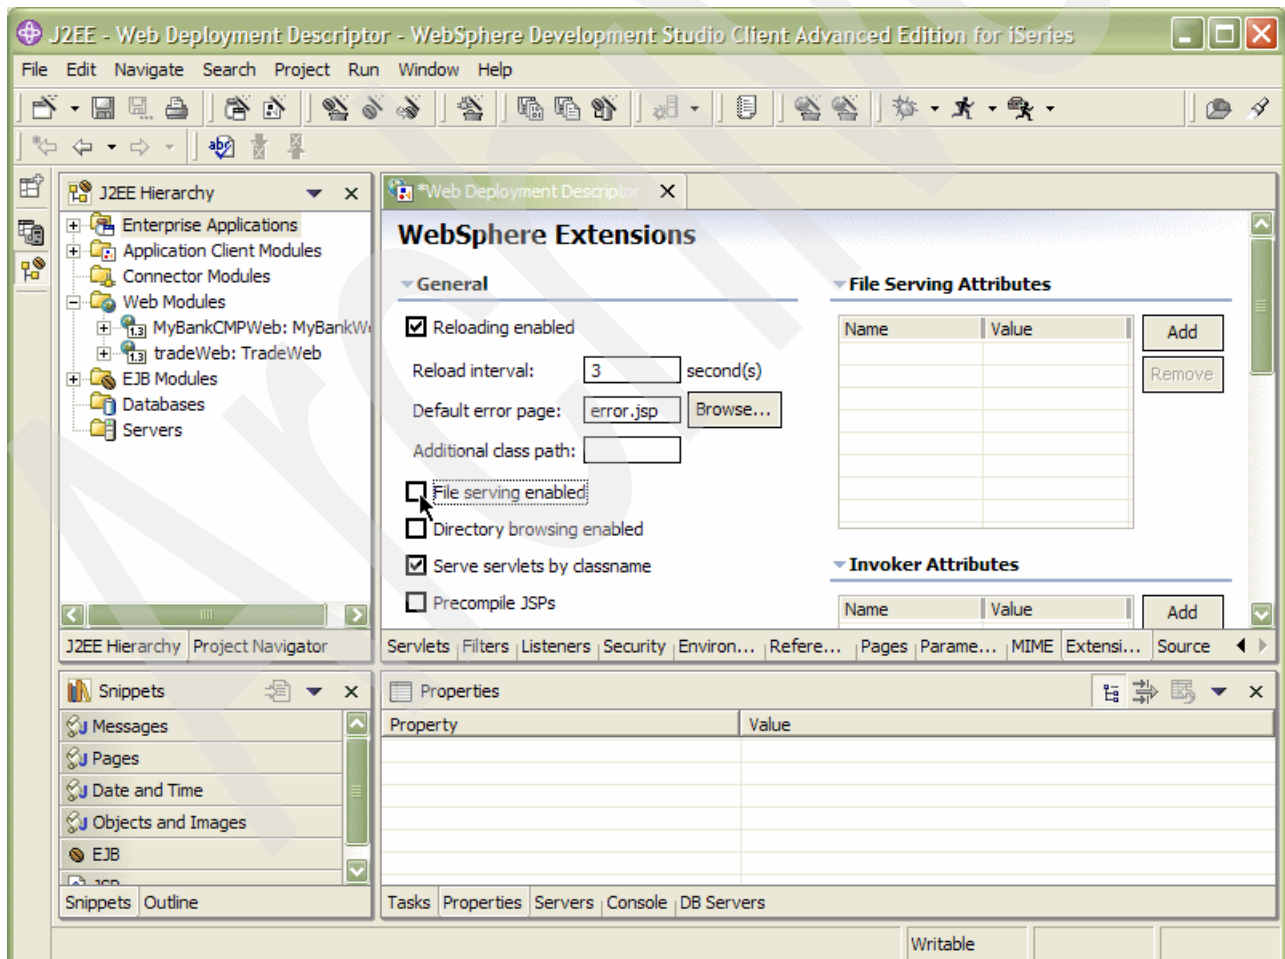 J2EE - Web Deployment Descriptor - WebSphere Development Studio Client Advanced Edition for iSeries
File Edit Navigate Search Project Run Window Help
J2EE Hierarchy
Enterprise Applications
Application Client Modules
Connector Modules
Web Modules
MyBankCMPWeb: MyBankW
tradeWeb: TradeWeb
EJB Modules
Databases
Servers
J2EE Hierarchy Project Navigator
*Web Deployment Descriptor
WebSphere Extensions
General
Reloading enabled
Reload interval: 3 second(s)
Default error page: error.jsp Browse...
Additional class path:
File serving enabled
Directory browsing enabled
Serve servlets by classname
Precompile JSPs
File Serving Attributes
Name Value Add
Remove
Invoker Attributes
Name Value Add
Servlets Filters Listeners Security Environ... Refere... Pages Parame... MIME Extensi... Source
Snippets
Messages
Pages
Date and Time
Objects and Images
EJB
JSP
Snippets Outline
Properties
Property Value
Tasks Properties Servers Console DB Servers
Writable